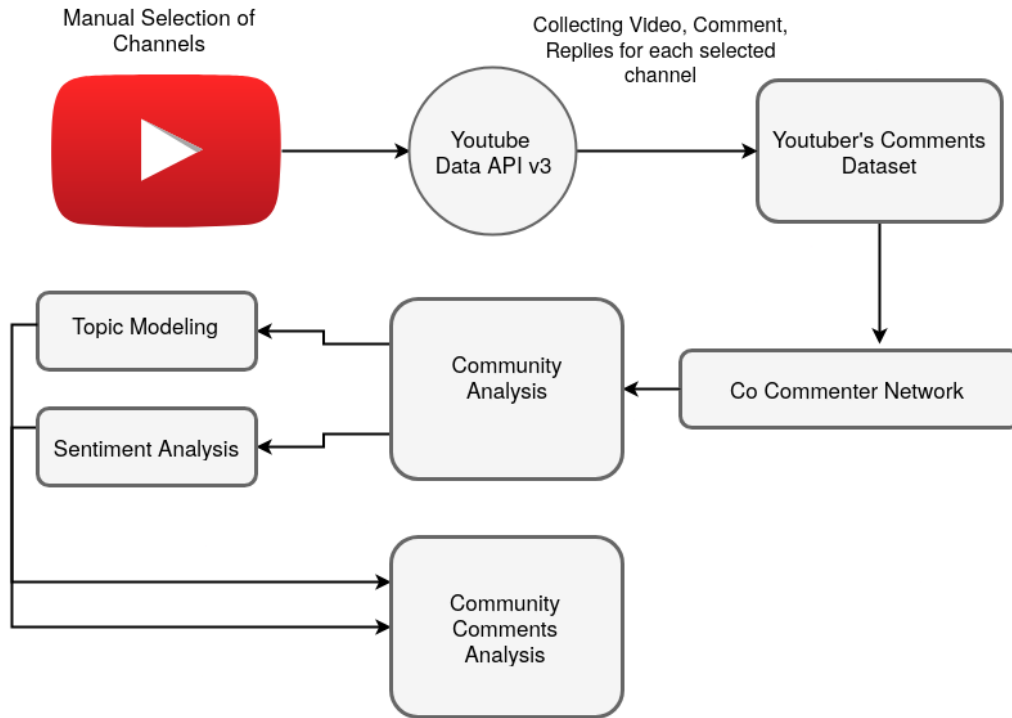 Manual Selection of
Channels
Collecting Video, Comment,
Replies for each selected
channel
Youtube
Data API v3
Youtuber's Comments
Dataset
Topic Modeling
Community
Analysis
Co Commenter Network
Sentiment Analysis
Community
Comments
Analysis